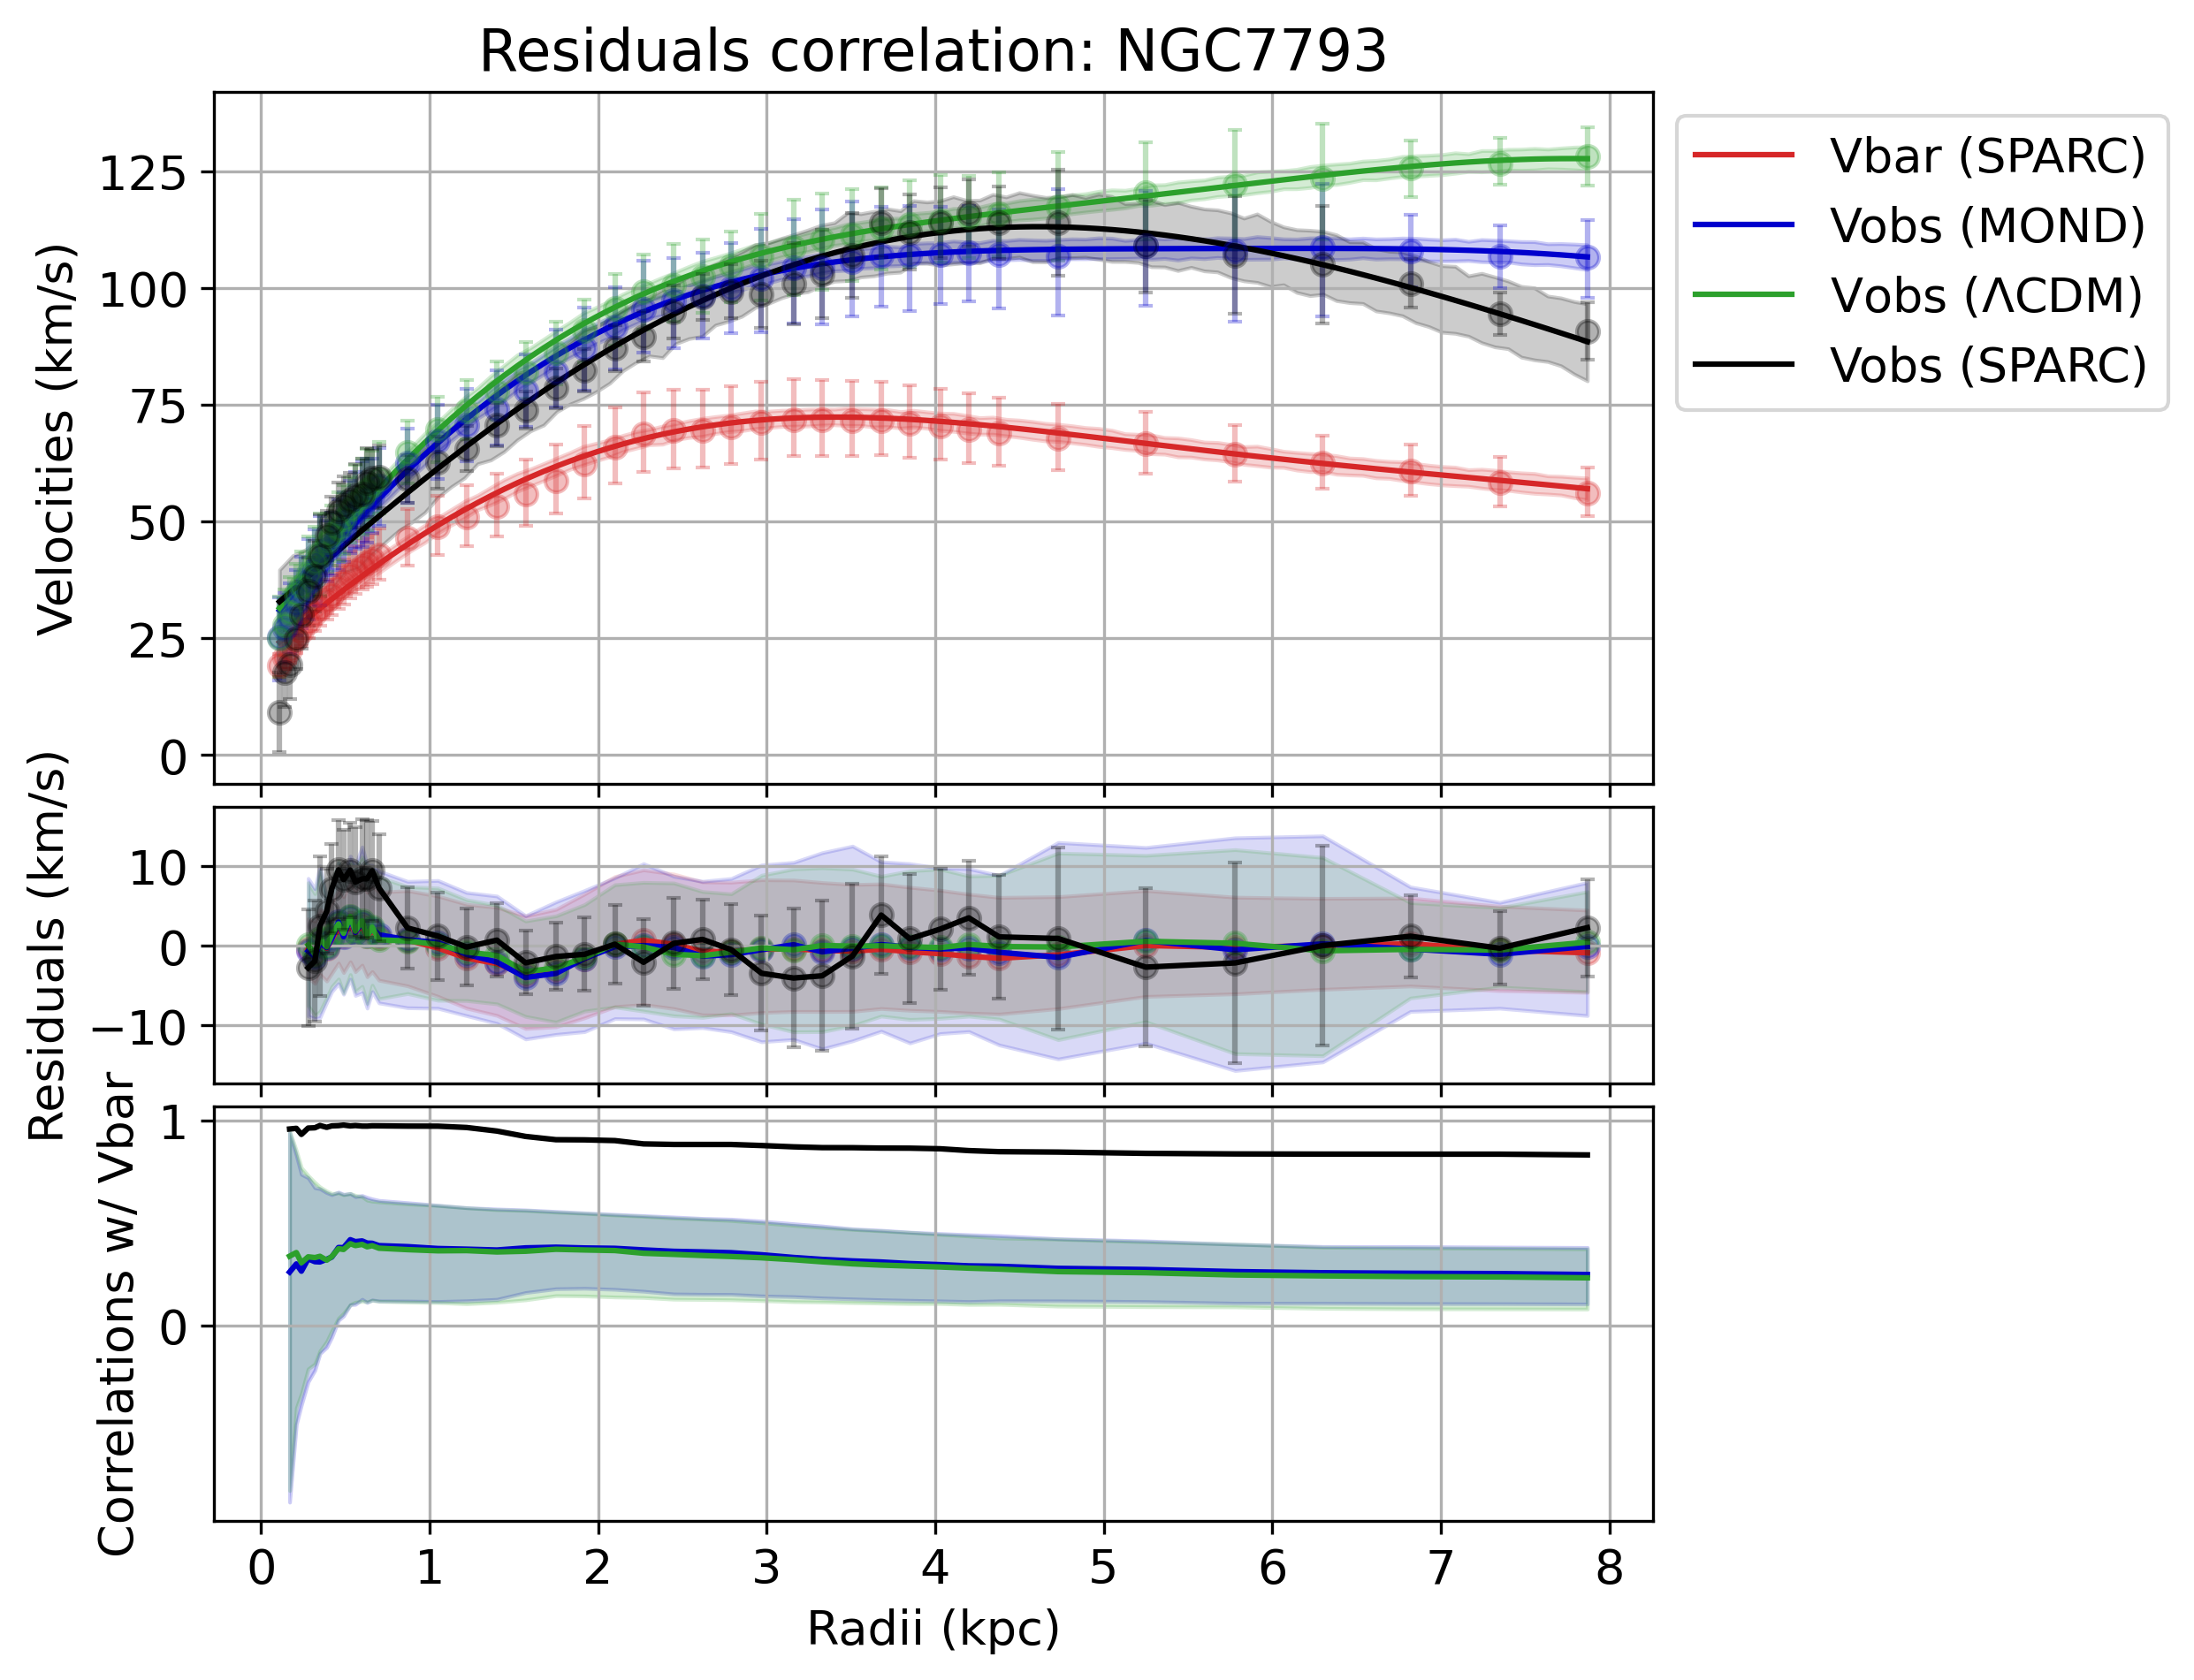 Residuals correlation: NGC7793
Velocities (km/s)
125
100
75
50
25
0
Vbar (SPARC)
Vobs (MOND)
Vobs (ΛCDM)
Vobs (SPARC)
Residuals (km/s)
10
0
−10
Correlations w/ Vbar
1
0
0 1 2 3 4 5 6 7 8
Radii (kpc)